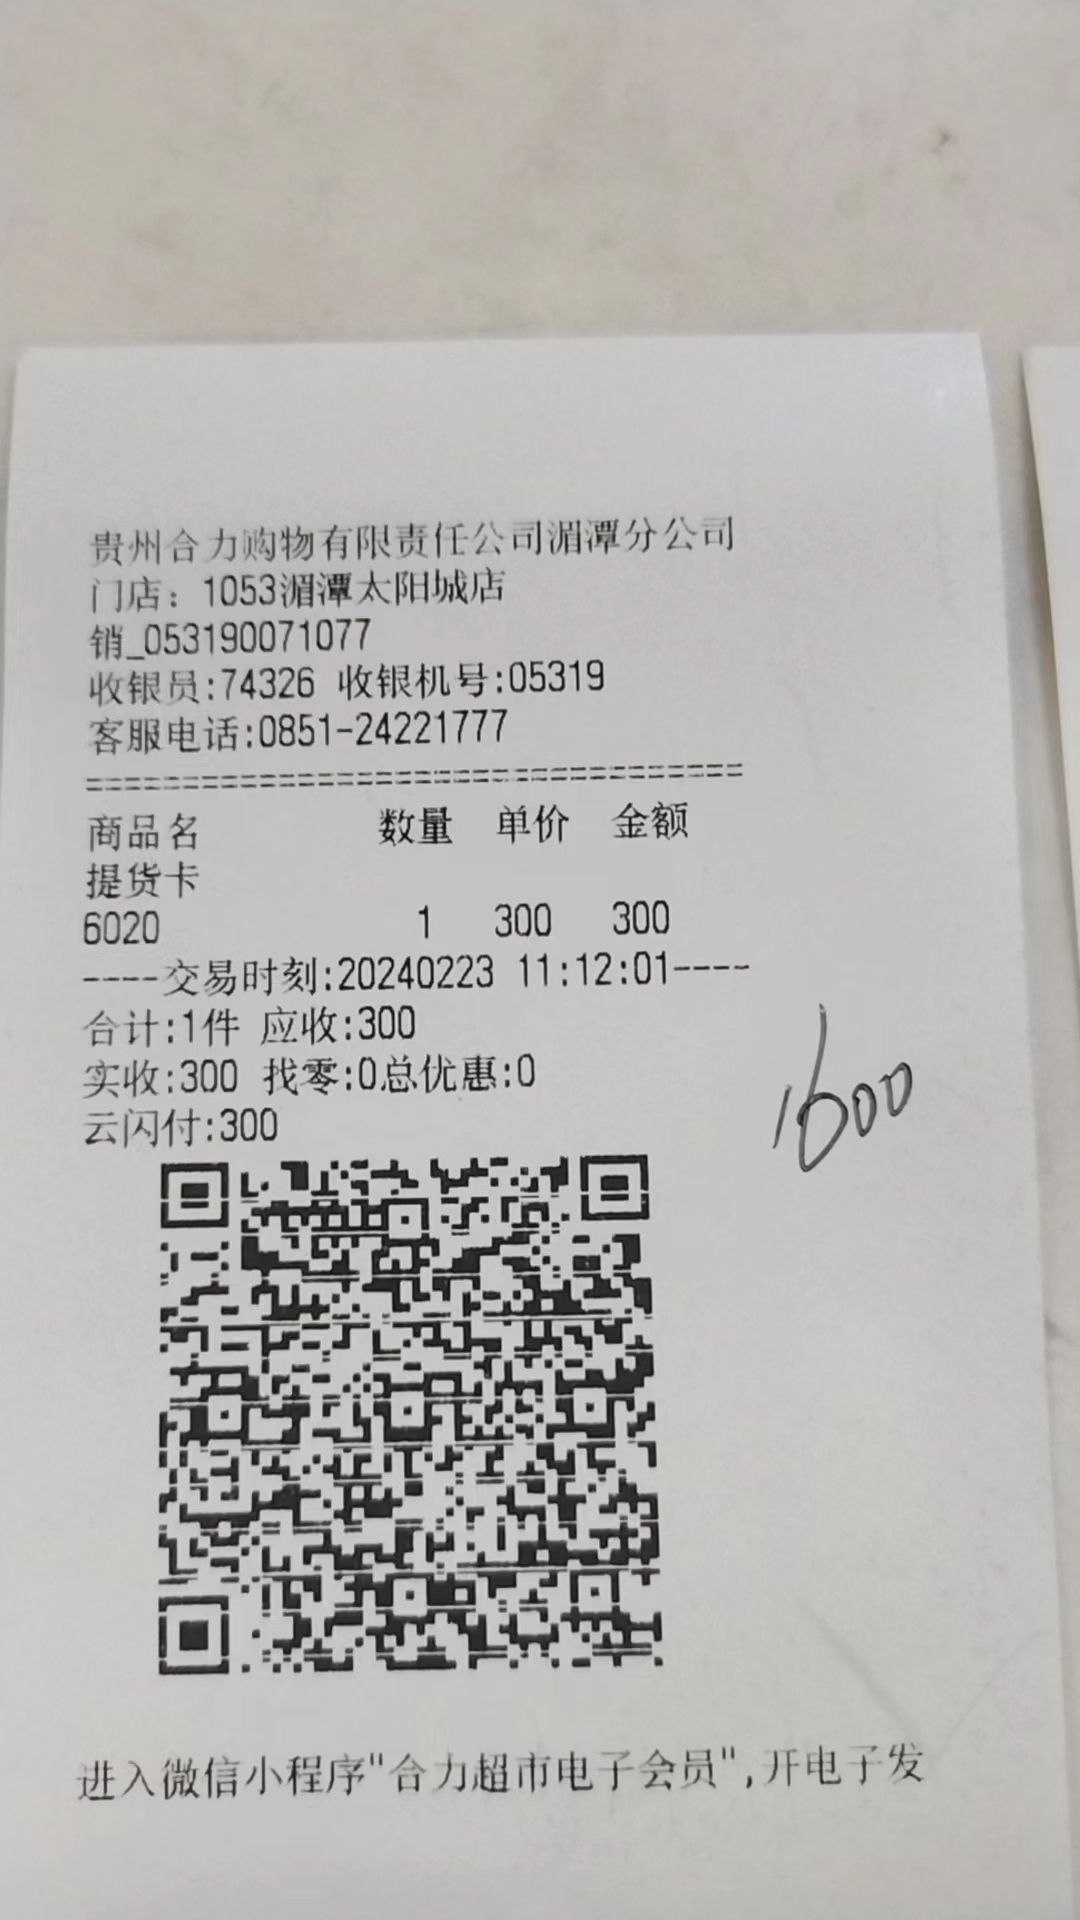 贵州合力购物有限责任公司湄潭分公司
门店：1053湄潭太阳城店
销_053190071077
收银员:74326 收银机号:05319
客服电话:0851-24221777
==================================
商品名 数量 单价 金额
提货卡
6020 1 300 300
----交易时刻:20240223 11:12:01----
合计:1件 应收:300
实收:300 找零:0总优惠:0
云闪付:300
1600
进入微信小程序"合力超市电子会员",开电子发